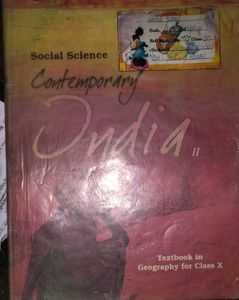 Social Science
Contemporary
India II
Textbook in
Geography for Class X